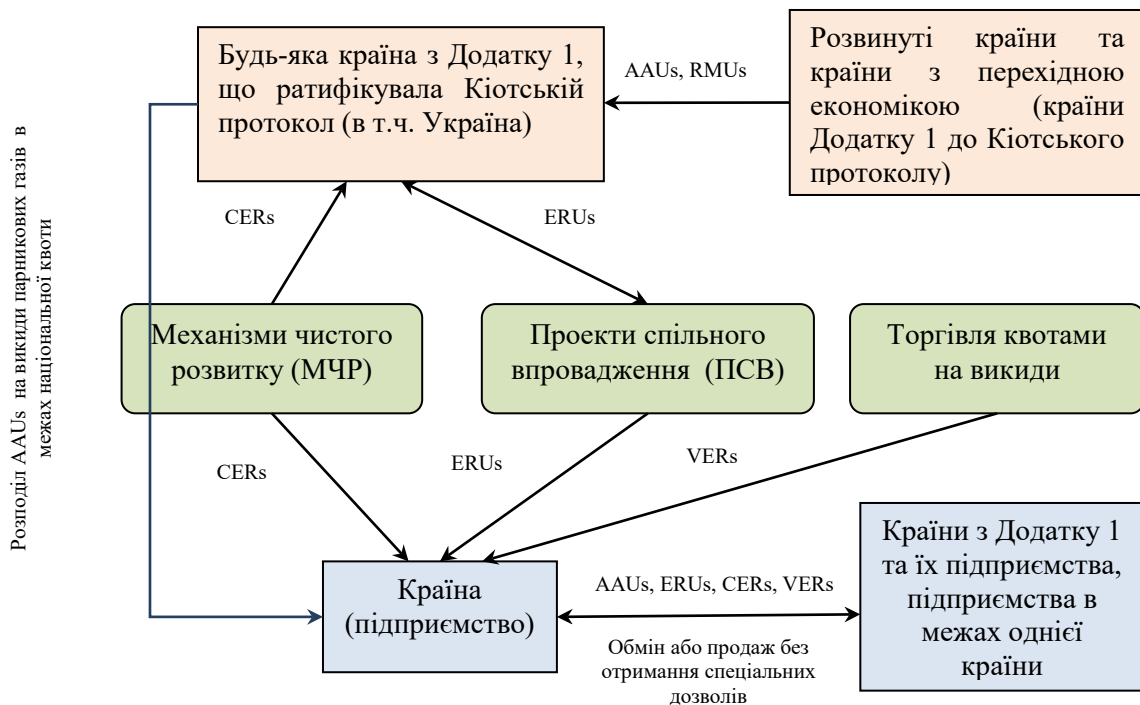 Будь-яка країна з Додатку 1,
що ратифікувала Кіотській
протокол (в т.ч. Україна)
AAUs, RMUs
Розвинуті країни та
країни з перехідною
економікою (країни
Додатку 1 до Кіотського
протоколу)
Розподіл AAUs на викиди парникових газів в
межах національної квоти
CERs
ERUs
Механізми чистого
розвитку (МЧР)
Проекти спільного
впровадження (ПСВ)
Торгівля квотами
на викиди
CERs
ERUs
VERs
Країна
(підприємство)
AAUs, ERUs, CERs, VERs
Обмін або продаж без
отримання спеціальних
дозволів
Країни з Додатку 1
та їх підприємства,
підприємства в
межах однієї
країни